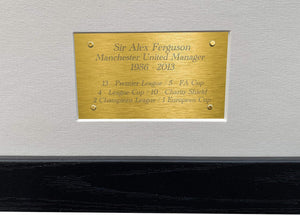 Sir Alex Ferguson
Manchester United Manager
1986 - 2013
13 Premier League - 5 FA Cup
4 League Cup - 10 Charity Shield
2 Champions League - 1 European Cup